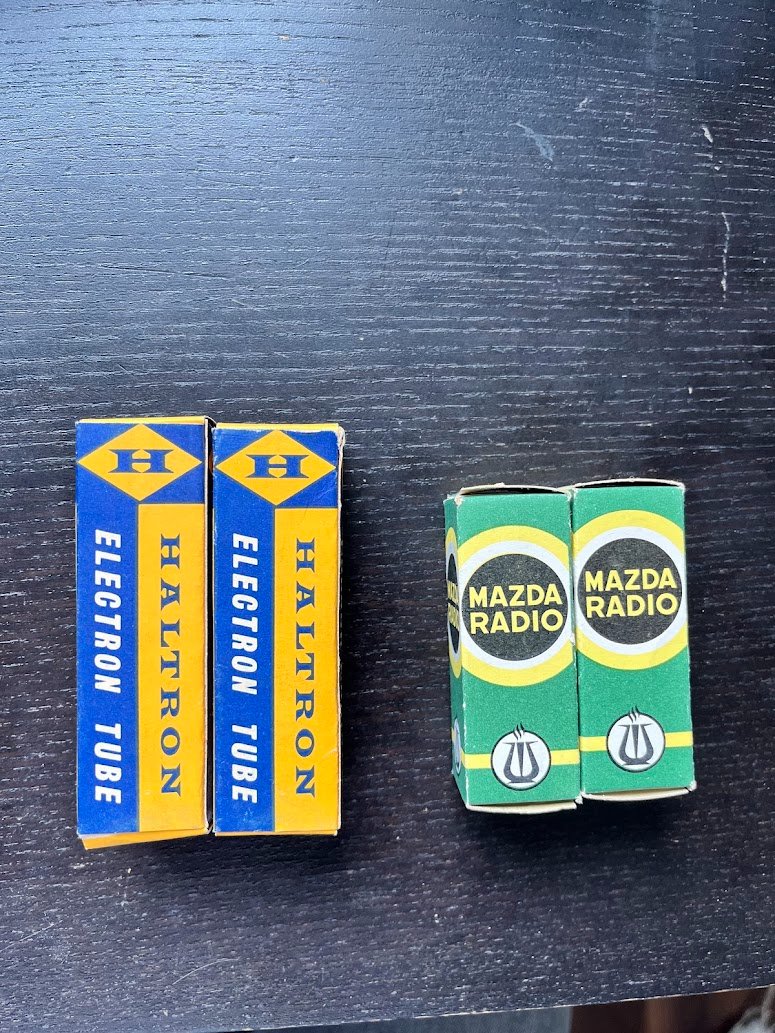 H
ELECTRON TUBE
HALTRON
H
ELECTRON TUBE
HALTRON
MAZDA
RADIO
MAZDA
RADIO